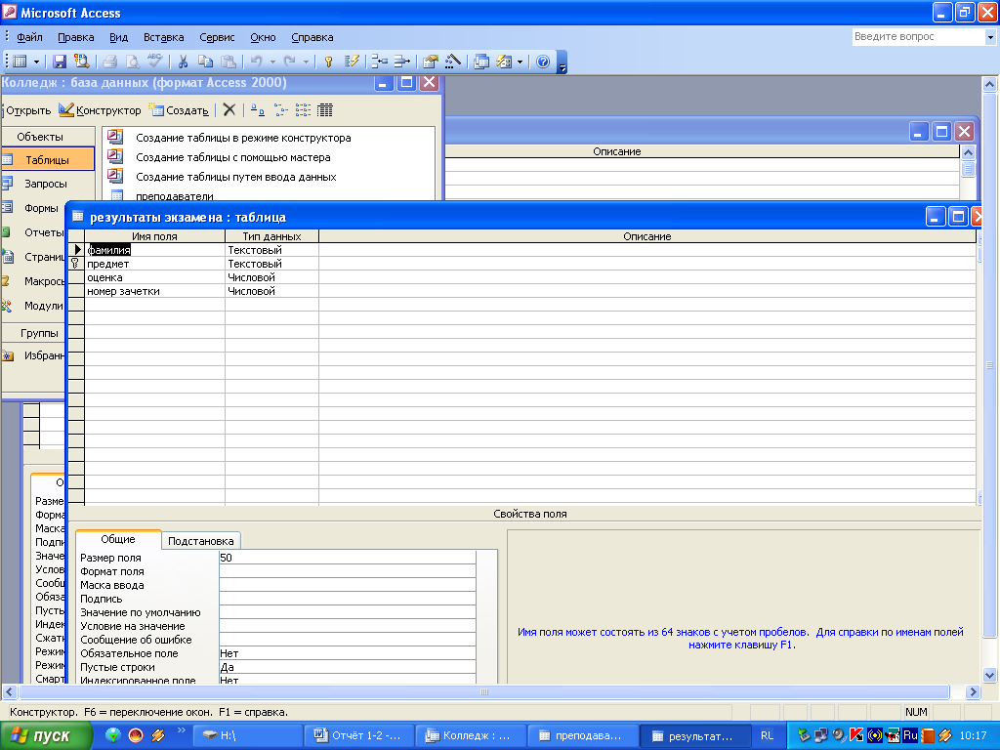 Microsoft Access
Файл Правка Вид Вставка Сервис Окно Справка
Введите вопрос
Колледж : база данных (формат Access 2000)
Открыть Конструктор Создать
Объекты
Таблицы
Запросы
Формы
Отчеты
Страниц
Макросы
Модули
Группы
Избранн
Создание таблицы в режиме конструктора
Создание таблицы с помощью мастера
Создание таблицы путем ввода данных
преподаватели
Описание
результаты экзамена : таблица
Имя поля Тип данных Описание
фамилия Текстовый
предмет Текстовый
оценка Числовой
номер зачетки Числовой
Свойства поля
О
Разме
Форма
Маска
Подпи
Значе
Услов
Сообщ
Обяза
Пусты
Индек
Сжати
Режим
Режим
Смарт
Общие Подстановка
Размер поля 50
Формат поля
Маска ввода
Подпись
Значение по умолчанию
Условие на значение
Сообщение об ошибке
Обязательное поле Нет
Пустые строки Да
Индексированное поле Нет
Имя поля может состоять из 64 знаков с учетом пробелов. Для справки по именам полей
нажмите клавишу F1.
Конструктор. F6 = переключение окон. F1 = справка. NUM
пуск H:\ Отчёт 1-2 -... Колледж : ... преподава... результат... RL Ru 10:17